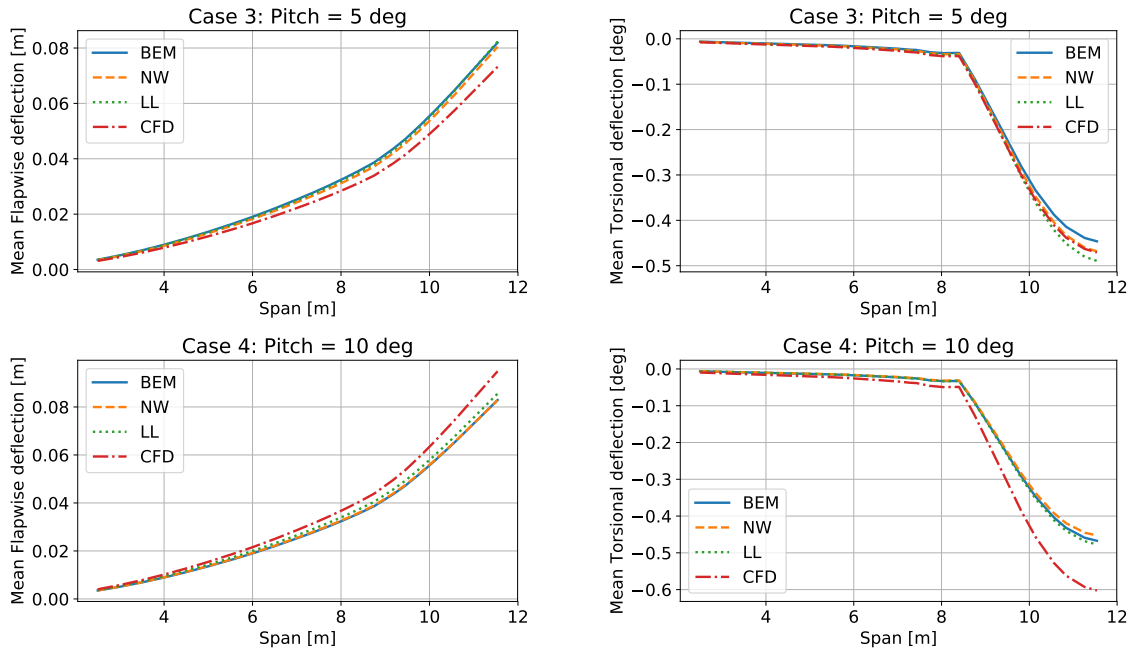 Case 3: Pitch = 5 deg
Mean Flapwise deflection [m]
0.08
0.06
0.04
0.02
0.00
BEM
NW
LL
CFD
4
6
8
10
12
Span [m]
Case 3: Pitch = 5 deg
Mean Torsional deflection [deg]
0.0
−0.1
−0.2
−0.3
−0.4
−0.5
BEM
NW
LL
CFD
4
6
8
10
12
Span [m]
Case 4: Pitch = 10 deg
Mean Flapwise deflection [m]
0.08
0.06
0.04
0.02
0.00
BEM
NW
LL
CFD
4
6
8
10
12
Span [m]
Case 4: Pitch = 10 deg
Mean Torsional deflection [deg]
0.0
−0.1
−0.2
−0.3
−0.4
−0.5
−0.6
BEM
NW
LL
CFD
4
6
8
10
12
Span [m]